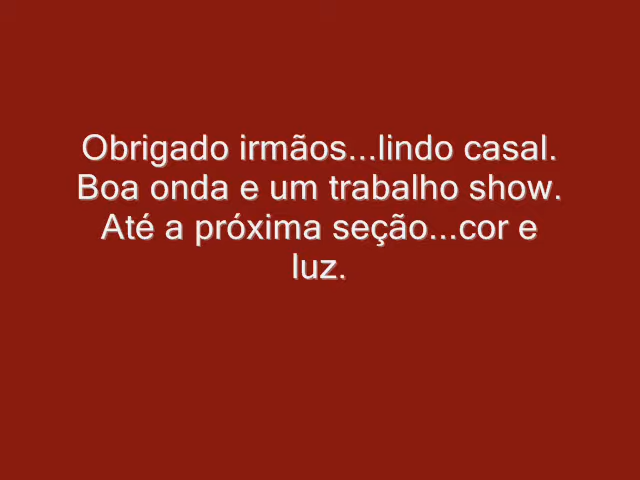 Obrigado irmãos...lindo casal.
Boa onda e um trabalho show.
Até a próxima seção...cor e
luz.